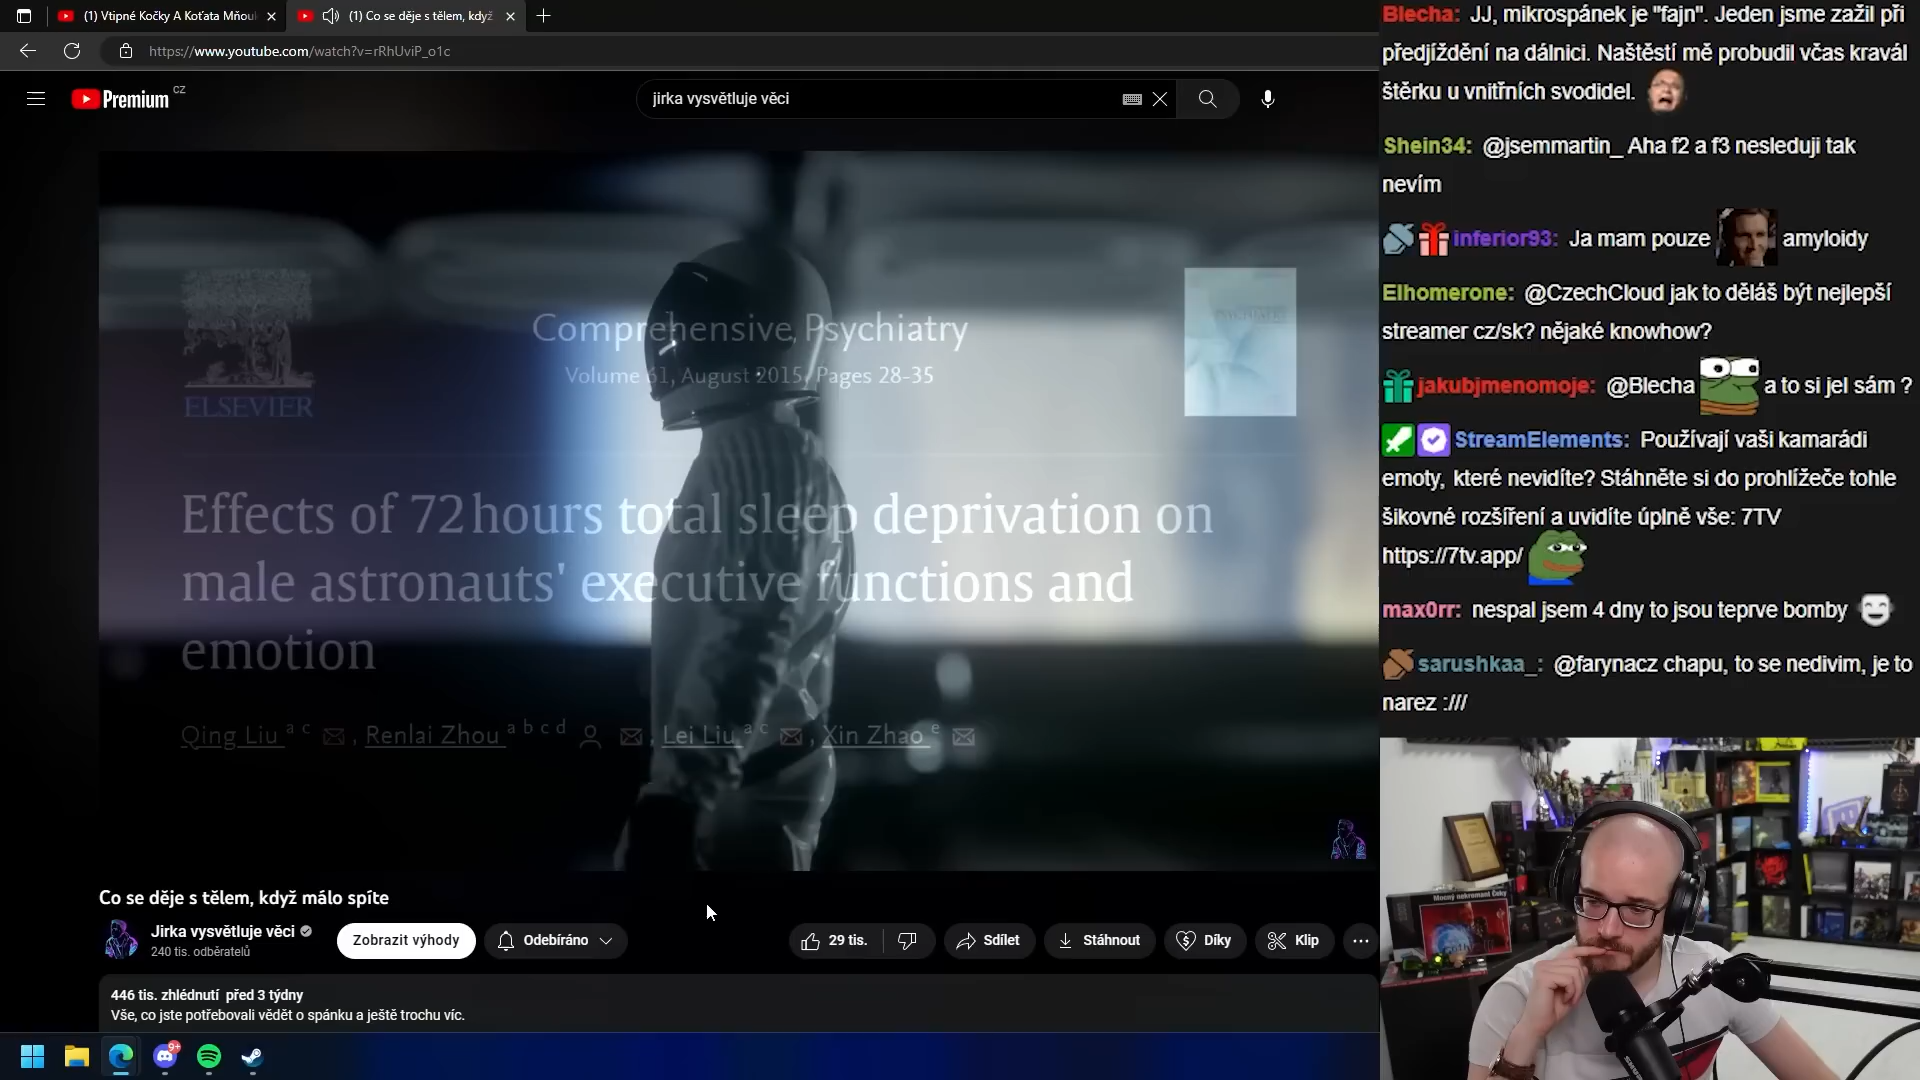 (1) Vtipné Kočky A Koťata Mňouk
(1) Co se děje s tělem, když
https://www.youtube.com/watch?v=rRhUviP_o1c
Premium CZ
jirka vysvětluje věci
ELSEVIER
Comprehensive Psychiatry
Volume 61, August 2015, Pages 28-35
Effects of 72 hours total sleep deprivation on
male astronauts' executive functions and
emotion
Qing Liu a c, Renlai Zhou a b c d, Lei Liu a c, Xin Zhao e
Co se děje s tělem, když málo spíte
Jirka vysvětluje věci
240 tis. odběratelů
Zobrazit výhody
Odebíráno
29 tis.
Sdílet
Stáhnout
Díky
Klip
446 tis. zhlédnutí před 3 týdny
Vše, co jste potřebovali vědět o spánku a ještě trochu víc.
9+
Blecha: JJ, mikrospánek je "fajn". Jeden jsme zažil při
předjíždění na dálnici. Naštěstí mě probudil včas kravál
štěrku u vnitřních svodidel.
Shein34: @jsemmartin_ Aha f2 a f3 nesleduji tak
nevím
inferior93: Ja mam pouze amyloidy
Elhomerone: @CzechCloud jak to děláš být nejlepší
streamer cz/sk? nějaké knowhow?
jakubjmenomoje: @Blecha a to si jel sám ?
StreamElements: Používají vaši kamarádi
emoty, které nevidíte? Stáhněte si do prohlížeče tohle
šikovné rozšíření a uvidíte úplně vše: 7TV
https://7tv.app/
max0rr: nespal jsem 4 dny to jsou teprve bomby
sarushkaa_: @farynacz chapu, to se nedivim, je to
narez :///